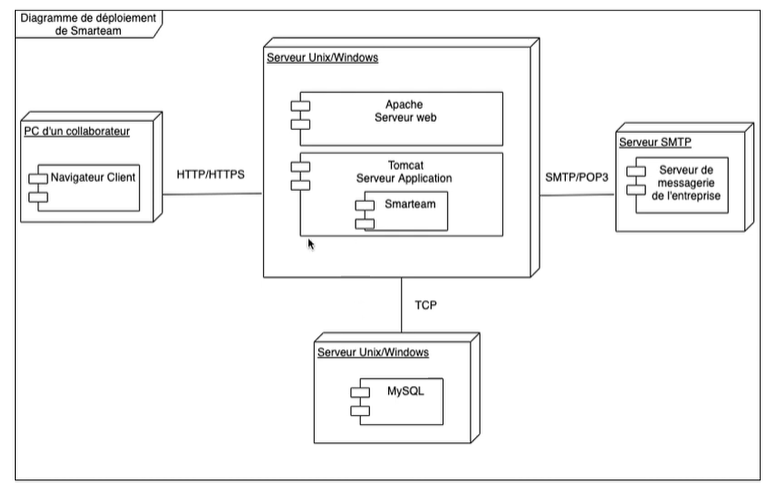 Diagramme de déploiement
de Smarteam
Serveur Unix/Windows
Apache
Serveur web
PC d'un collaborateur
Navigateur Client
HTTP/HTTPS
Tomcat
Serveur Application
Smarteam
SMTP/POP3
Serveur SMTP
Serveur de
messagerie
de l'entreprise
TCP
Serveur Unix/Windows
MySQL